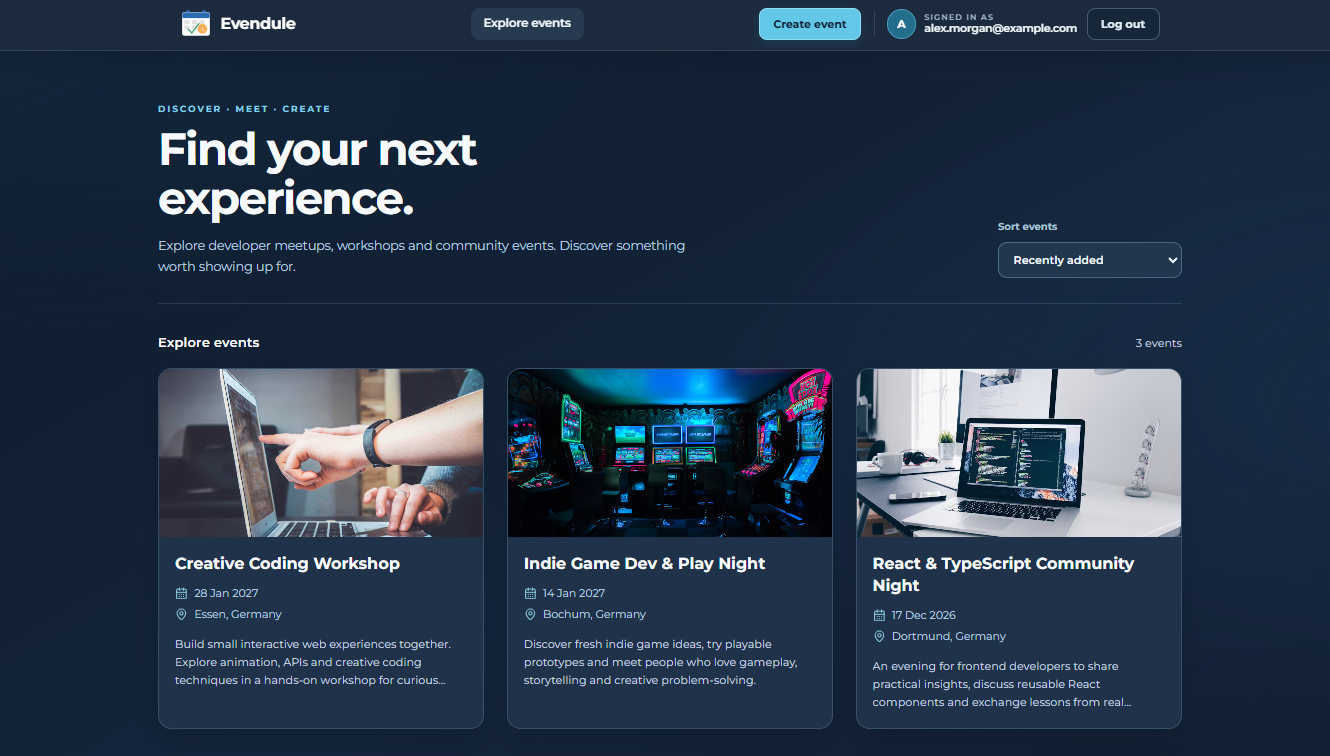 Evendule
Explore events
Create event
A
SIGNED IN AS
alex.morgan@example.com
Log out
DISCOVER · MEET · CREATE
Find your next
experience.
Explore developer meetups, workshops and community events. Discover something
worth showing up for.
Sort events
Recently added
Explore events
3 events
Creative Coding Workshop
28 Jan 2027
Essen, Germany
Build small interactive web experiences together.
Explore animation, APIs and creative coding
techniques in a hands-on workshop for curious...
Indie Game Dev & Play Night
14 Jan 2027
Bochum, Germany
Discover fresh indie game ideas, try playable
prototypes and meet people who love gameplay,
storytelling and creative problem-solving.
React & TypeScript Community
Night
17 Dec 2026
Dortmund, Germany
An evening for frontend developers to share
practical insights, discuss reusable React
components and exchange lessons from real...